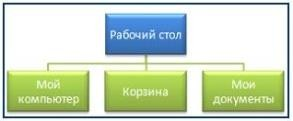 Рабочий стол
Мой
компьютер
Корзина
Мои
документы